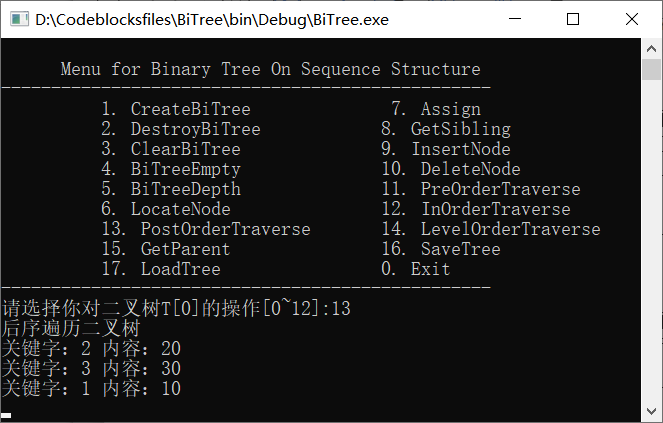 D:\Codeblocksfiles\BiTree\bin\Debug\BiTree.exe
Menu for Binary Tree On Sequence Structure
-------------------------------------------------
1. CreateBiTree 7. Assign
2. DestroyBiTree 8. GetSibling
3. ClearBiTree 9. InsertNode
4. BiTreeEmpty 10. DeleteNode
5. BiTreeDepth 11. PreOrderTraverse
6. LocateNode 12. InOrderTraverse
13. PostOrderTraverse 14. LevelOrderTraverse
15. GetParent 16. SaveTree
17. LoadTree 0. Exit
-------------------------------------------------
请选择你对二叉树T[0]的操作[0~12]:13
后序遍历二叉树
关键字: 2 内容: 20
关键字: 3 内容: 30
关键字: 1 内容: 10